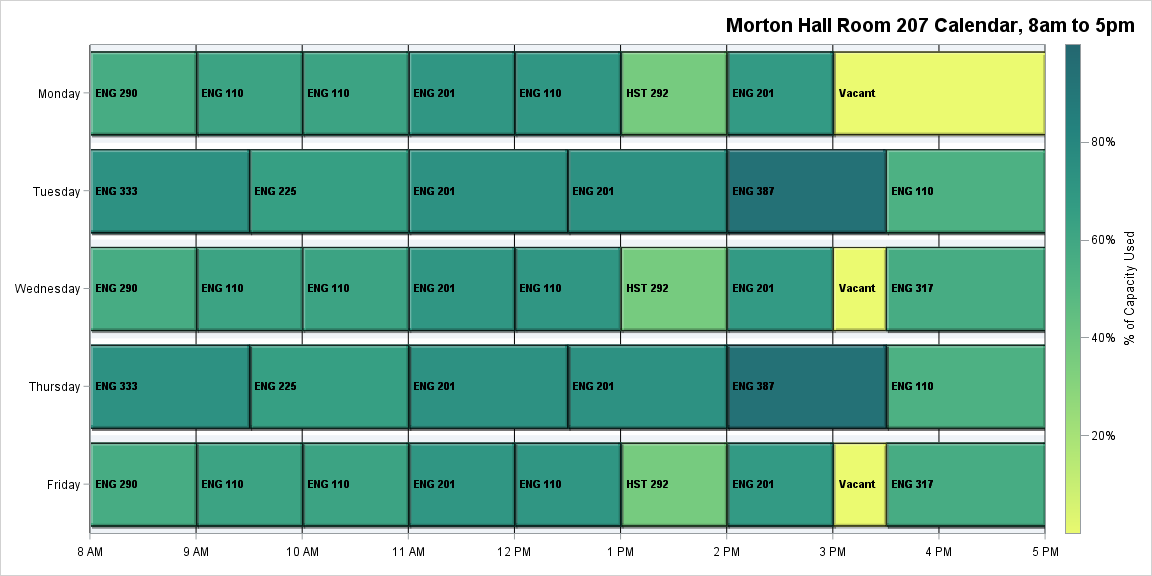 Morton Hall Room 207 Calendar, 8am to 5pm
Monday
ENG 290
ENG 110
ENG 110
ENG 201
ENG 110
HST 292
ENG 201
Vacant
Tuesday
ENG 333
ENG 225
ENG 201
ENG 201
ENG 387
ENG 110
Wednesday
ENG 290
ENG 110
ENG 110
ENG 201
ENG 110
HST 292
ENG 201
Vacant
ENG 317
Thursday
ENG 333
ENG 225
ENG 201
ENG 201
ENG 387
ENG 110
Friday
ENG 290
ENG 110
ENG 110
ENG 201
ENG 110
HST 292
ENG 201
Vacant
ENG 317
8 AM
9 AM
10 AM
11 AM
12 PM
1 PM
2 PM
3 PM
4 PM
5 PM
80%
60%
40%
20%
% of Capacity Used